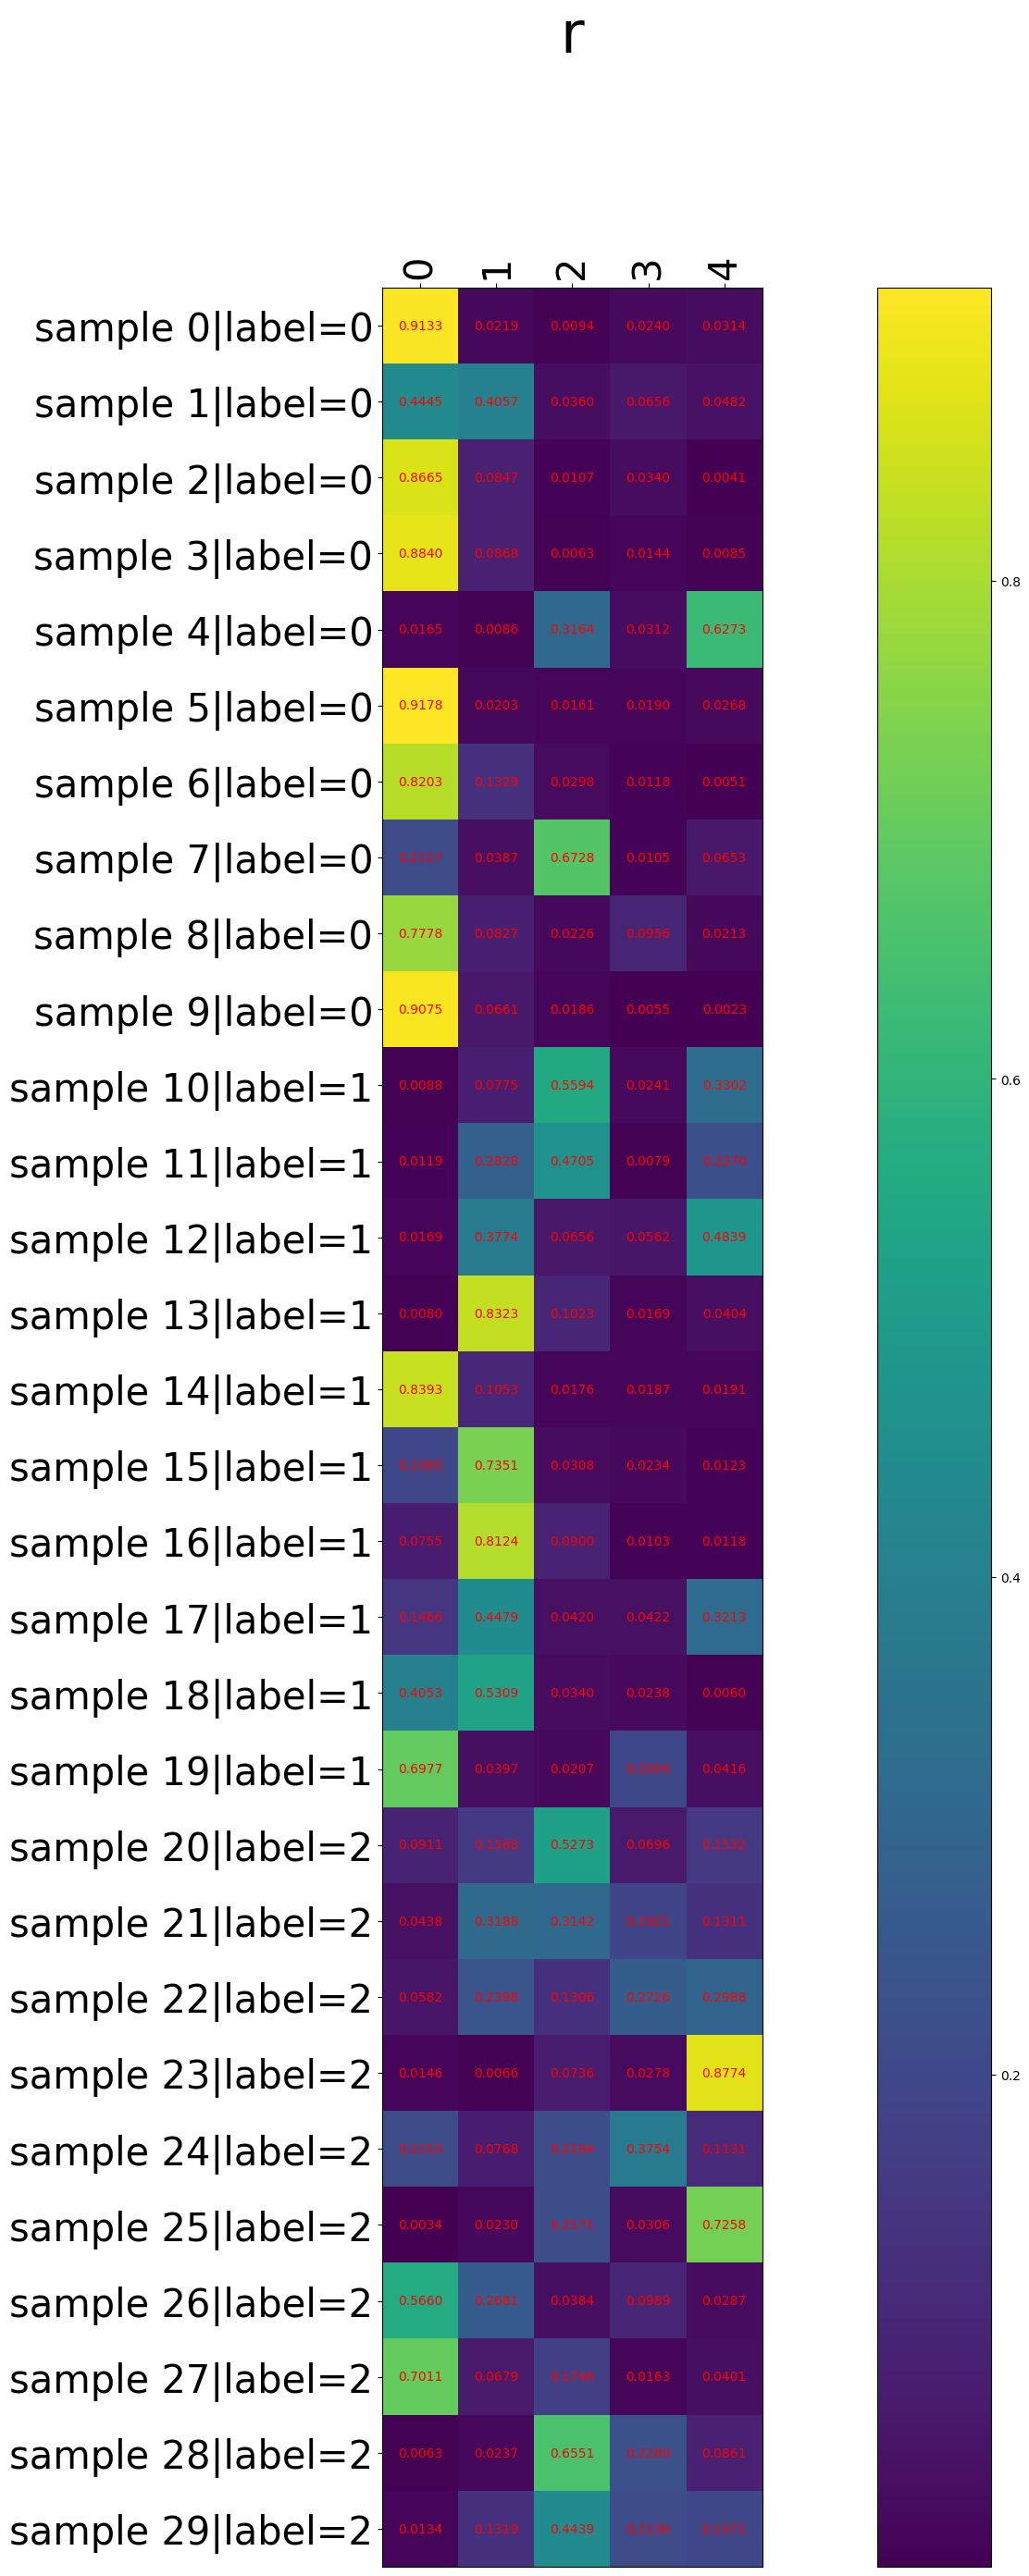 r
0 1 2 3 4
sample 0|label=0 0.9133 0.0219 0.0094 0.0240 0.0314
sample 1|label=0 0.4445 0.4057 0.0360 0.0656 0.0482
sample 2|label=0 0.8665 0.0847 0.0107 0.0340 0.0041
sample 3|label=0 0.8840 0.0868 0.0063 0.0144 0.0085
0.8
sample 4|label=0 0.0165 0.0086 0.3164 0.0312 0.6273
sample 5|label=0 0.9178 0.0203 0.0161 0.0190 0.0268
sample 6|label=0 0.8203 0.1329 0.0298 0.0118 0.0051
sample 7|label=0 0.2127 0.0387 0.6728 0.0105 0.0653
sample 8|label=0 0.7778 0.0827 0.0226 0.0956 0.0213
sample 9|label=0 0.9075 0.0661 0.0186 0.0055 0.0023
0.6
sample 10|label=1 0.0088 0.0775 0.5594 0.0241 0.3302
sample 11|label=1 0.0119 0.2828 0.4705 0.0079 0.2270
sample 12|label=1 0.0169 0.3774 0.0656 0.0562 0.4839
sample 13|label=1 0.0080 0.8323 0.1023 0.0169 0.0404
sample 14|label=1 0.8393 0.1053 0.0176 0.0187 0.0191
sample 15|label=1 0.1985 0.7351 0.0308 0.0234 0.0123
sample 16|label=1 0.0755 0.8124 0.0900 0.0103 0.0118
0.4
sample 17|label=1 0.1466 0.4479 0.0420 0.0422 0.3213
sample 18|label=1 0.4053 0.5309 0.0340 0.0238 0.0060
sample 19|label=1 0.6977 0.0397 0.0207 0.2004 0.0416
sample 20|label=2 0.0911 0.1588 0.5273 0.0696 0.1532
sample 21|label=2 0.0438 0.3188 0.3142 0.1921 0.1311
sample 22|label=2 0.0582 0.2398 0.1306 0.2726 0.2988
0.2
sample 23|label=2 0.0146 0.0066 0.0736 0.0278 0.8774
sample 24|label=2 0.2153 0.0768 0.2194 0.3754 0.1131
sample 25|label=2 0.0034 0.0230 0.2171 0.0306 0.7258
sample 26|label=2 0.5660 0.2681 0.0384 0.0989 0.0287
sample 27|label=2 0.7011 0.0679 0.1746 0.0163 0.0401
sample 28|label=2 0.0063 0.0237 0.6551 0.2289 0.0861
sample 29|label=2 0.0134 0.1319 0.4439 0.2136 0.1972